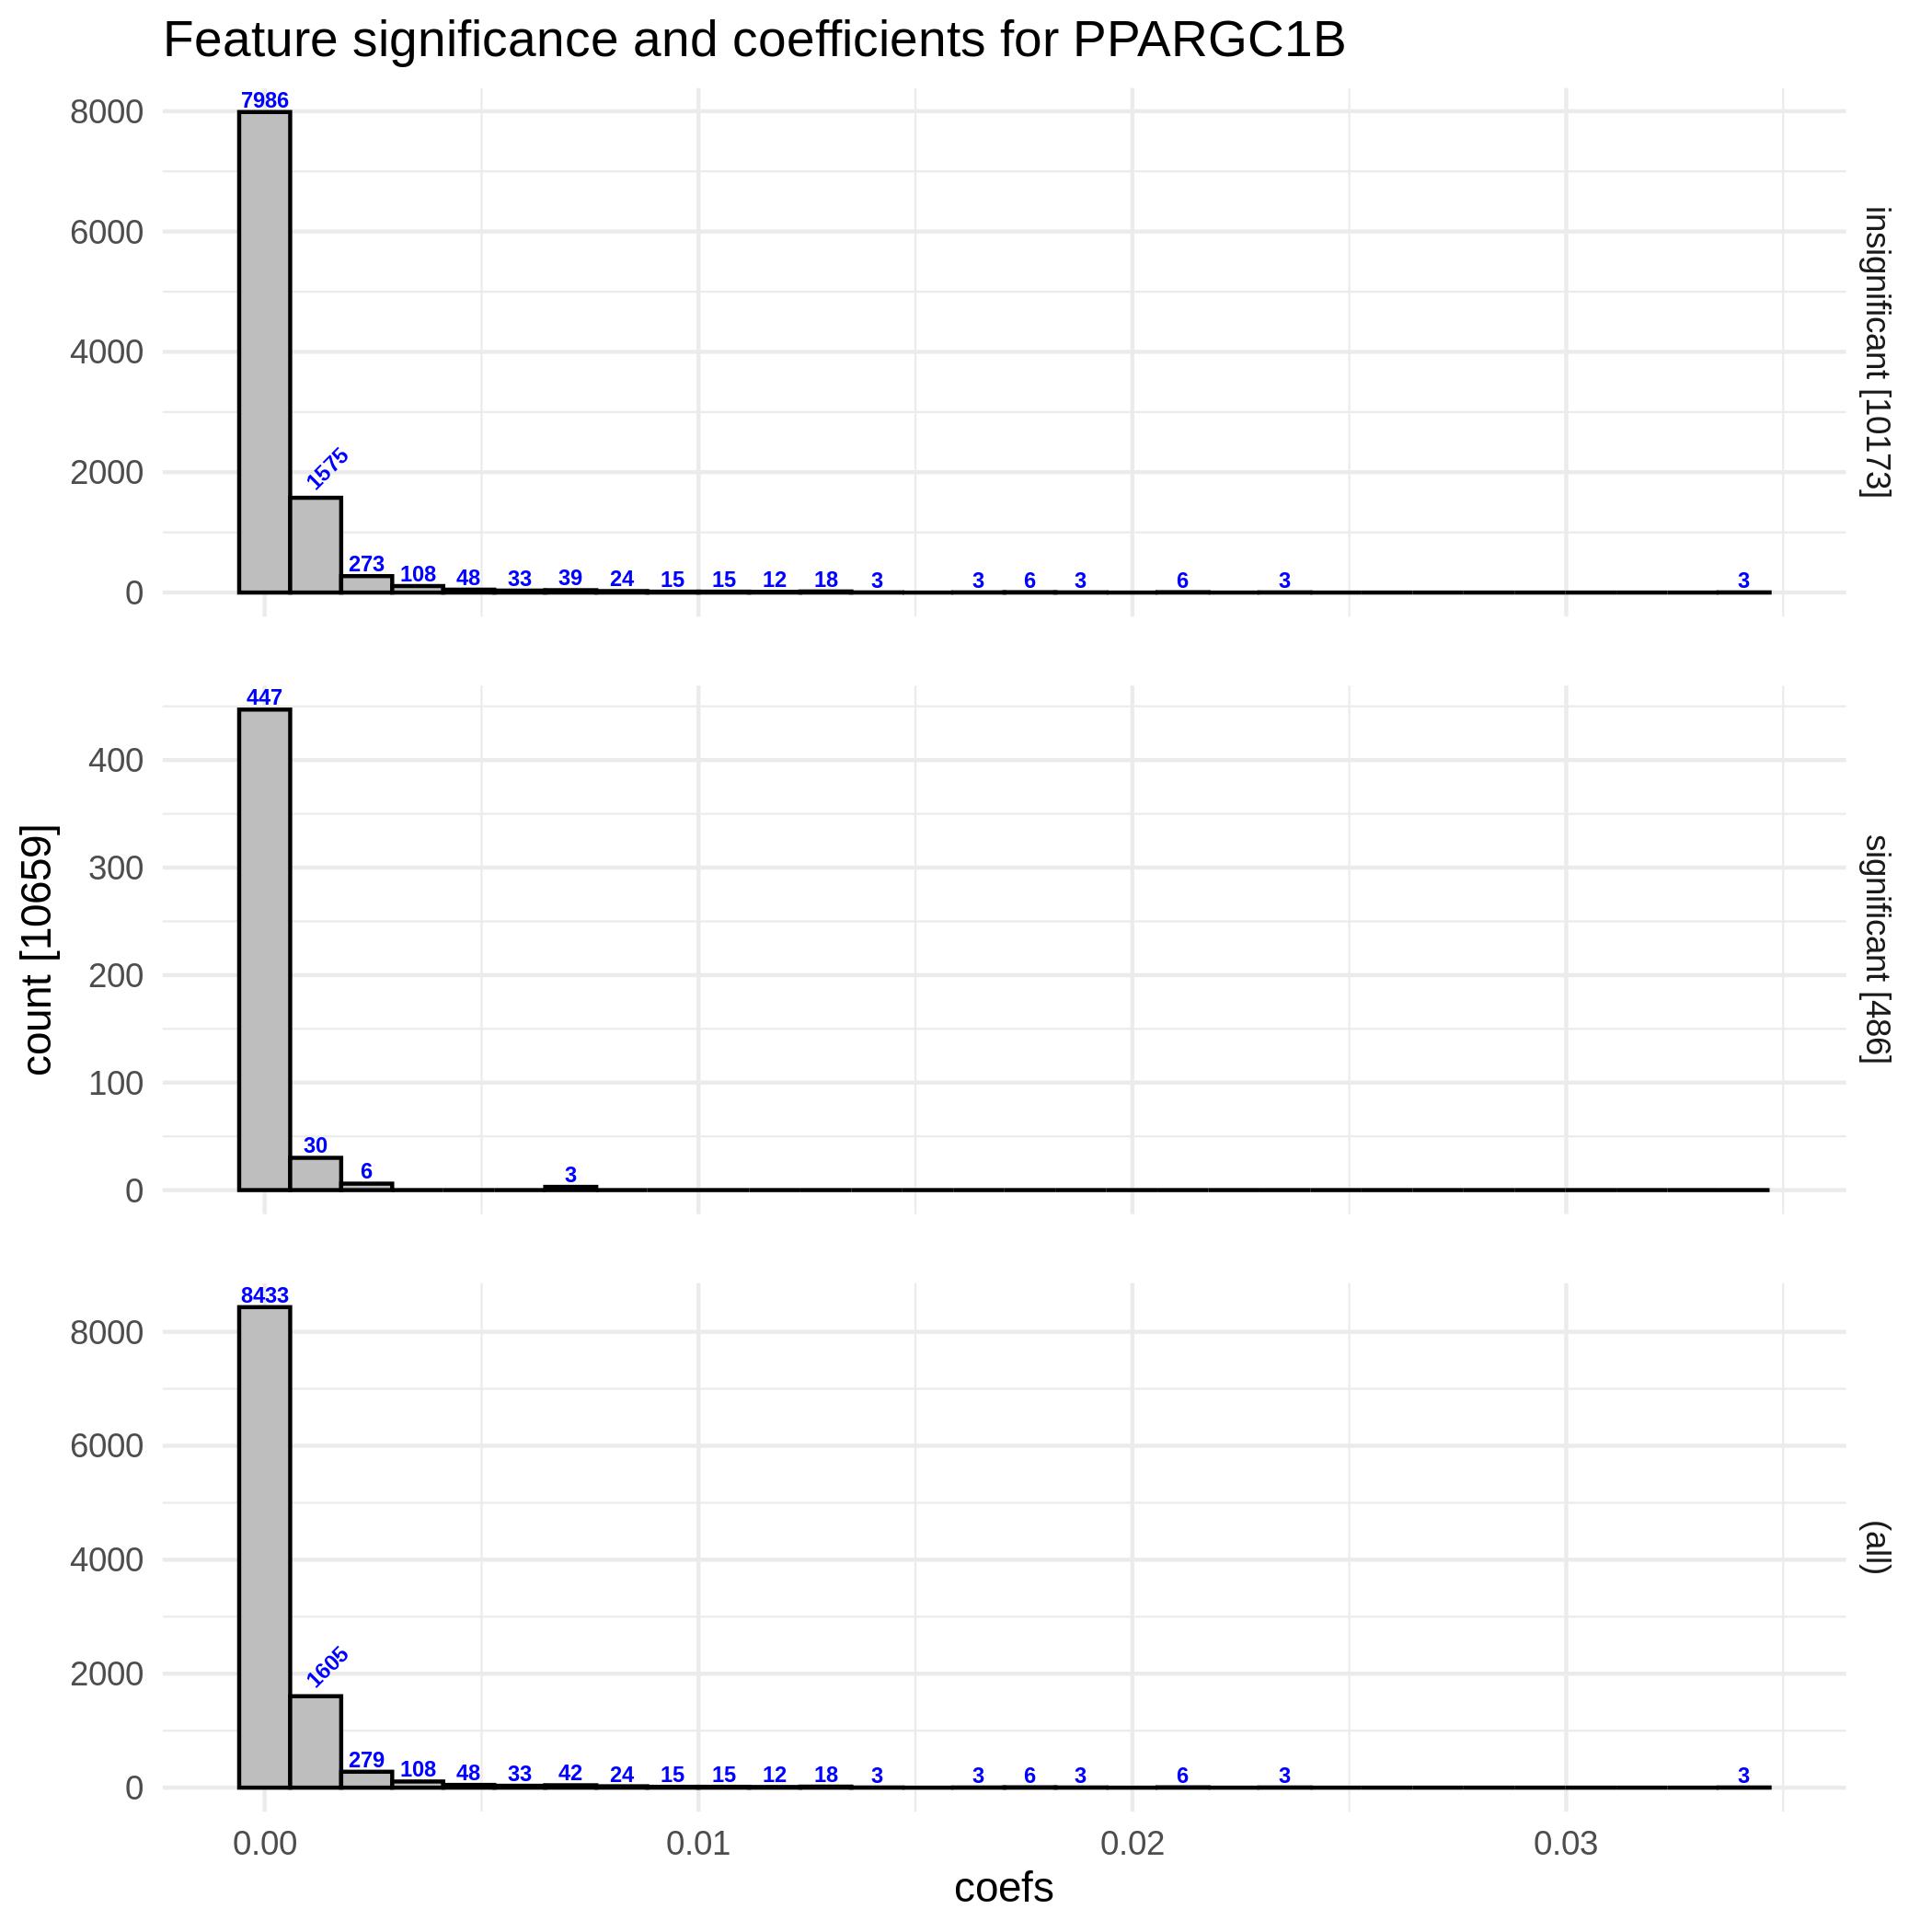 Feature significance and coefficients for PPARGC1B
count [10659]
8000
6000
4000
2000
0
7986
1575
273 108 48 33 39 24 15 15 12 18 3 3 6 3 6 3 3
insignificant [10173]
400
300
200
100
0
447
30
6
3
significant [486]
8000
6000
4000
2000
0
8433
1605
279 108 48 33 42 24 15 15 12 18 3 3 6 3 6 3 3
(all)
0.00 0.01 0.02 0.03
coefs